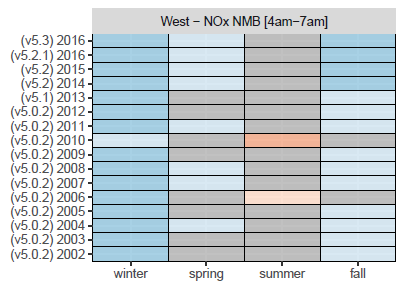 West − NOx NMB [4am−7am]
(v5.3) 2016
(v5.2.1) 2016
(v5.2) 2015
(v5.2) 2014
(v5.1) 2013
(v5.0.2) 2012
(v5.0.2) 2011
(v5.0.2) 2010
(v5.0.2) 2009
(v5.0.2) 2008
(v5.0.2) 2007
(v5.0.2) 2006
(v5.0.2) 2005
(v5.0.2) 2004
(v5.0.2) 2003
(v5.0.2) 2002
winter spring summer fall